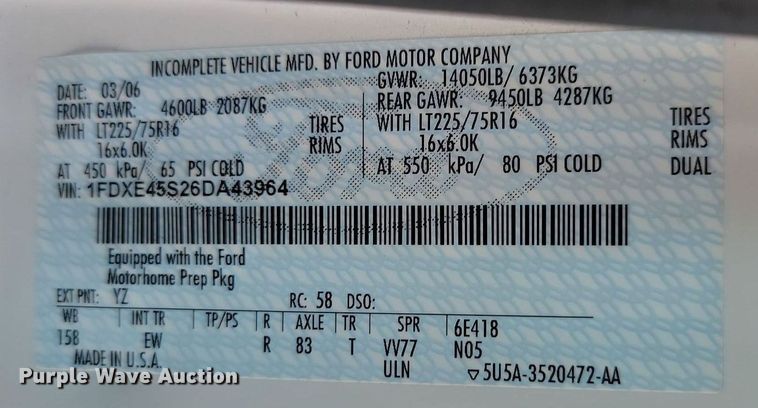 INCOMPLETE VEHICLE MFD. BY FORD MOTOR COMPANY
DATE: 03/06 GVWR: 14050LB/ 6373KG
FRONT GAWR: 4600LB 2087KG REAR GAWR: 9450LB 4287KG
WITH LT225/75R16 TIRES WITH LT225/75R16 TIRES
16x6.0K RIMS 16x6.0K RIMS
AT 450 kPa/ 65 PSI COLD AT 550 kPa/ 80 PSI COLD DUAL
VIN: 1FDXE45S26DA43964
Ford
Equipped with the Ford
Motorhome Prep Pkg
EXT PNT: YZ RC: 58 DSO:
WB INT TR TP/PS R AXLE TR SPR 6E418
158 EW R 83 T VV77 N05
MADE IN U.S.A. ULN ▽5U5A-3520472-AA
Purple Wave Auction